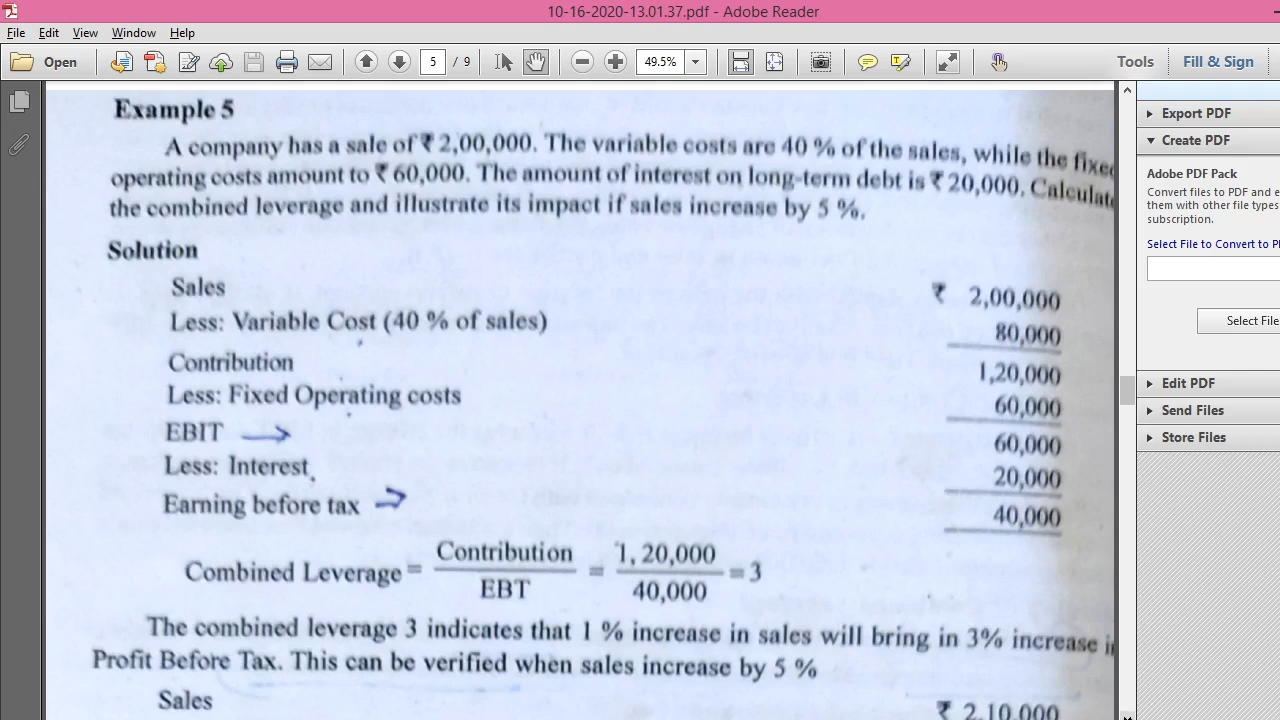 10-16-2020-13.01.37.pdf - Adobe Reader
File Edit View Window Help
Open 5 / 9 49.5% Tools Fill & Sign
Example 5
A company has a sale of ₹ 2,00,000. The variable costs are 40 % of the sales, while the fixed
operating costs amount to ₹ 60,000. The amount of interest on long-term debt is ₹ 20,000. Calculate
the combined leverage and illustrate its impact if sales increase by 5 %.
Solution
Sales ₹ 2,00,000
Less: Variable Cost (40 % of sales) 80,000
Contribution 1,20,000
Less: Fixed Operating costs 60,000
EBIT 60,000
Less: Interest 20,000
Earning before tax 40,000
Combined Leverage = Contribution / EBT = 1, 20,000 / 40,000 = 3
The combined leverage 3 indicates that 1 % increase in sales will bring in 3% increase in
Profit Before Tax. This can be verified when sales increase by 5 %
Sales ₹ 2,10,000
Export PDF
Create PDF
Adobe PDF Pack
Convert files to PDF and e
them with other file types
subscription.
Select File to Convert to P
Select File
Edit PDF
Send Files
Store Files